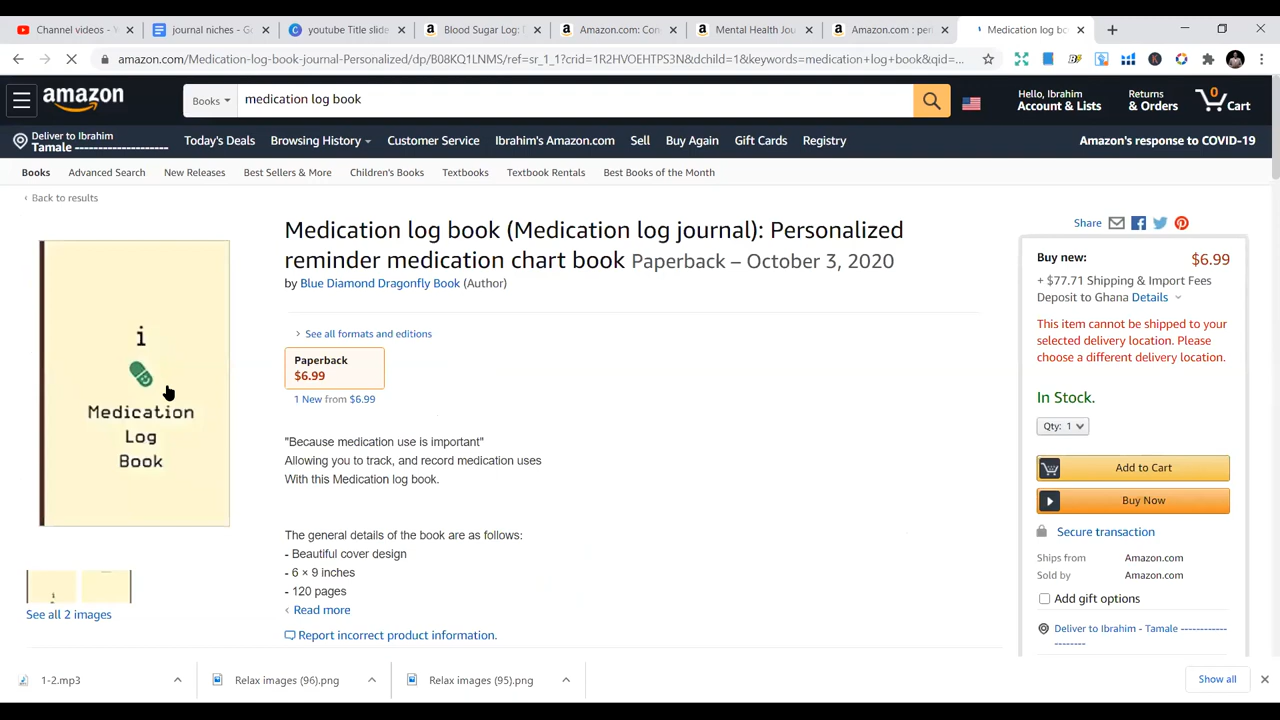 Channel videos - Y
journal niches - G
youtube Title slide
Blood Sugar Log:
Amazon.com: Con
Mental Health Jou
Amazon.com : per
Medication log bo
amazon.com/Medication-log-book-journal-Personalized/dp/B08
keywords=medication+log+book&qid=...
amazon
Books
medication log book
Hello, Ibrahim
Account & Lists
Returns
& Orders
0
Cart
Deliver to Ibrahim
Tamale --------------------
Today's Deals
Browsing History
Customer Service
Ibrahim's Amazon.com
Sell
Buy Again
Gift Cards
Registry
Amazon's response to COVID-19
Books
Advanced Search
New Releases
Best Sellers & More
Children's Books
Textbooks
Textbook Rentals
Best Books of the Month
‹ Back to results
i
Medication
Log
Book
See all 2 images
Medication log book (Medication log journal): Personalized
reminder medication chart book Paperback – October 3, 2020
by Blue Diamond Dragonfly Book (Author)
› See all formats and editions
Paperback
$6.99
1 New from $6.99
"Because medication use is important"
Allowing you to track, and record medication uses
With this Medication log book.
The general details of the book are as follows:
- Beautiful cover design
- 6 × 9 inches
- 120 pages
‹ Read more
Report incorrect product information.
Share
Buy new: $6.99
+ $77.71 Shipping & Import Fees
Deposit to Ghana Details
This item cannot be shipped to your
selected delivery location. Please
choose a different delivery location.
In Stock.
Qty: 1
Add to Cart
Buy Now
Secure transaction
Ships from Amazon.com
Sold by Amazon.com
Add gift options
Deliver to Ibrahim - Tamale -----------
--------
1-2.mp3
Relax images (96).png
Relax images (95).png
Show all